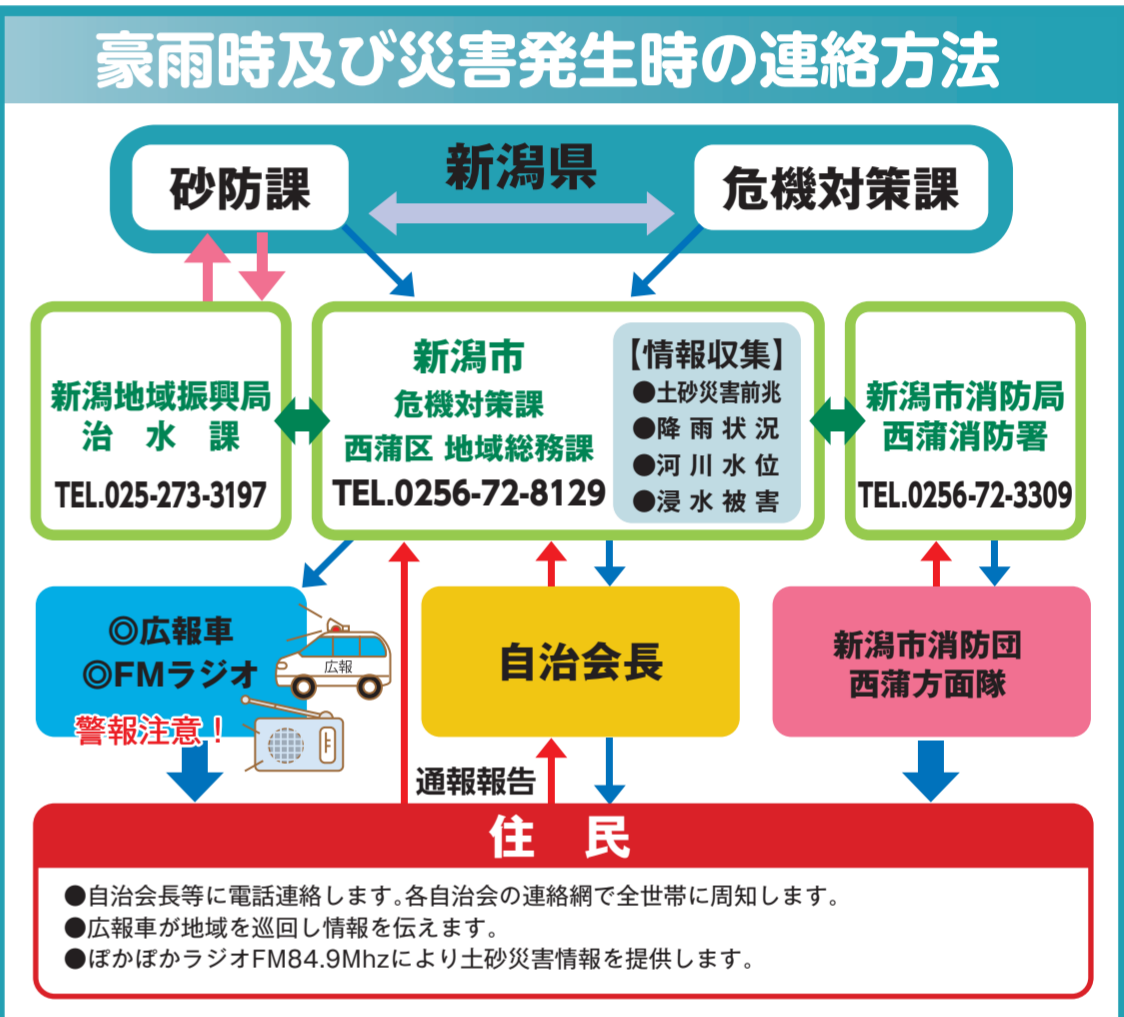 豪雨時及び災害発生時の連絡方法
新潟県
砂防課
危機対策課
新潟地域振興局
治水課
TEL.025-273-3197
新潟市
危機対策課
西蒲区 地域総務課
TEL.0256-72-8129
【情報収集】
●土砂災害前兆
●降雨状況
●河川水位
●浸水被害
新潟市消防局
西蒲消防署
TEL.0256-72-3309
◎広報車
◎FMラジオ
広報
警報注意！
自治会長
新潟市消防団
西蒲方面隊
通報報告
住民
●自治会長等に電話連絡します。各自治会の連絡網で全世帯に周知します。
●広報車が地域を巡回し情報を伝えます。
●ぽかぽかラジオFM84.9Mhzにより土砂災害情報を提供します。